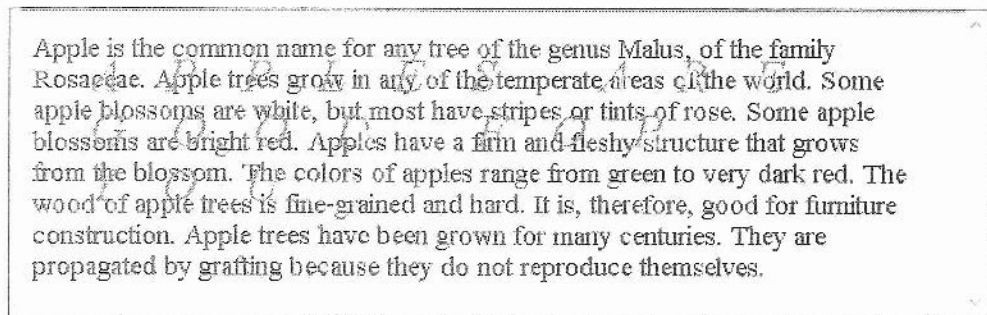 Apple is the common name for any tree of the genus Malus, of the family
Rosaceae. Apple trees grow in any of the temperate areas of the world. Some
apple blossoms are white, but most have stripes or tints of rose. Some apple
blossoms are bright red. Apples have a firm and fleshy structure that grows
from the blossom. The colors of apples range from green to very dark red. The
wood of apple trees is fine-grained and hard. It is, therefore, good for furniture
construction. Apple trees have been grown for many centuries. They are
propagated by grafting because they do not reproduce themselves.